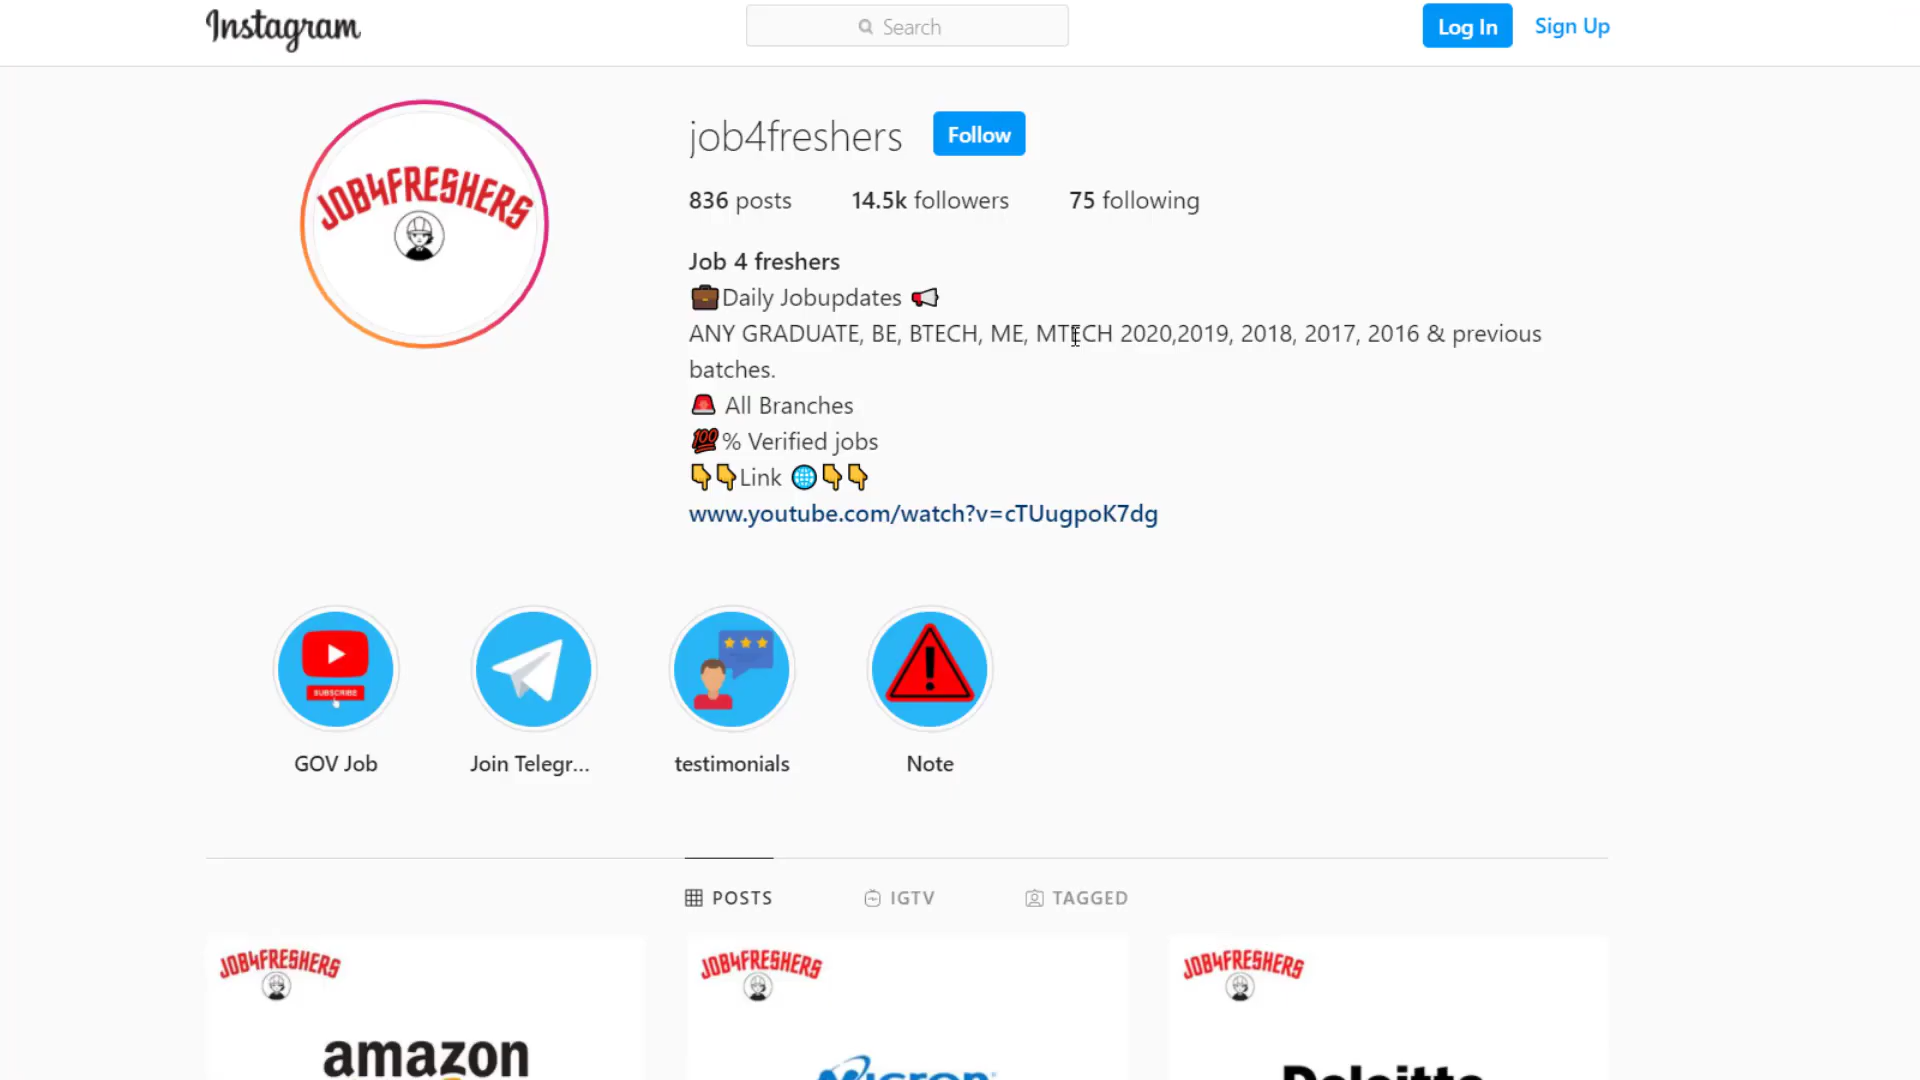 Instagram
Search
Log In
Sign Up
JOB4FRESHERS
job4freshers
Follow
836 posts
14.5k followers
75 following
Job 4 freshers
💼Daily Jobupdates 📢
ANY GRADUATE, BE, BTECH, ME, MTECH 2020,2019, 2018, 2017, 2016 & previous
batches.
🚨 All Branches
💯% Verified jobs
👇👇Link 🌐👇👇
www.youtube.com/watch?v=cTUugpoK7dg
SUBSCRIBE
GOV Job
Join Telegr...
testimonials
Note
POSTS
IGTV
TAGGED
JOB4FRESHERS
JOB4FRESHERS
JOB4FRESHERS
amazon
Micron
Deloitte